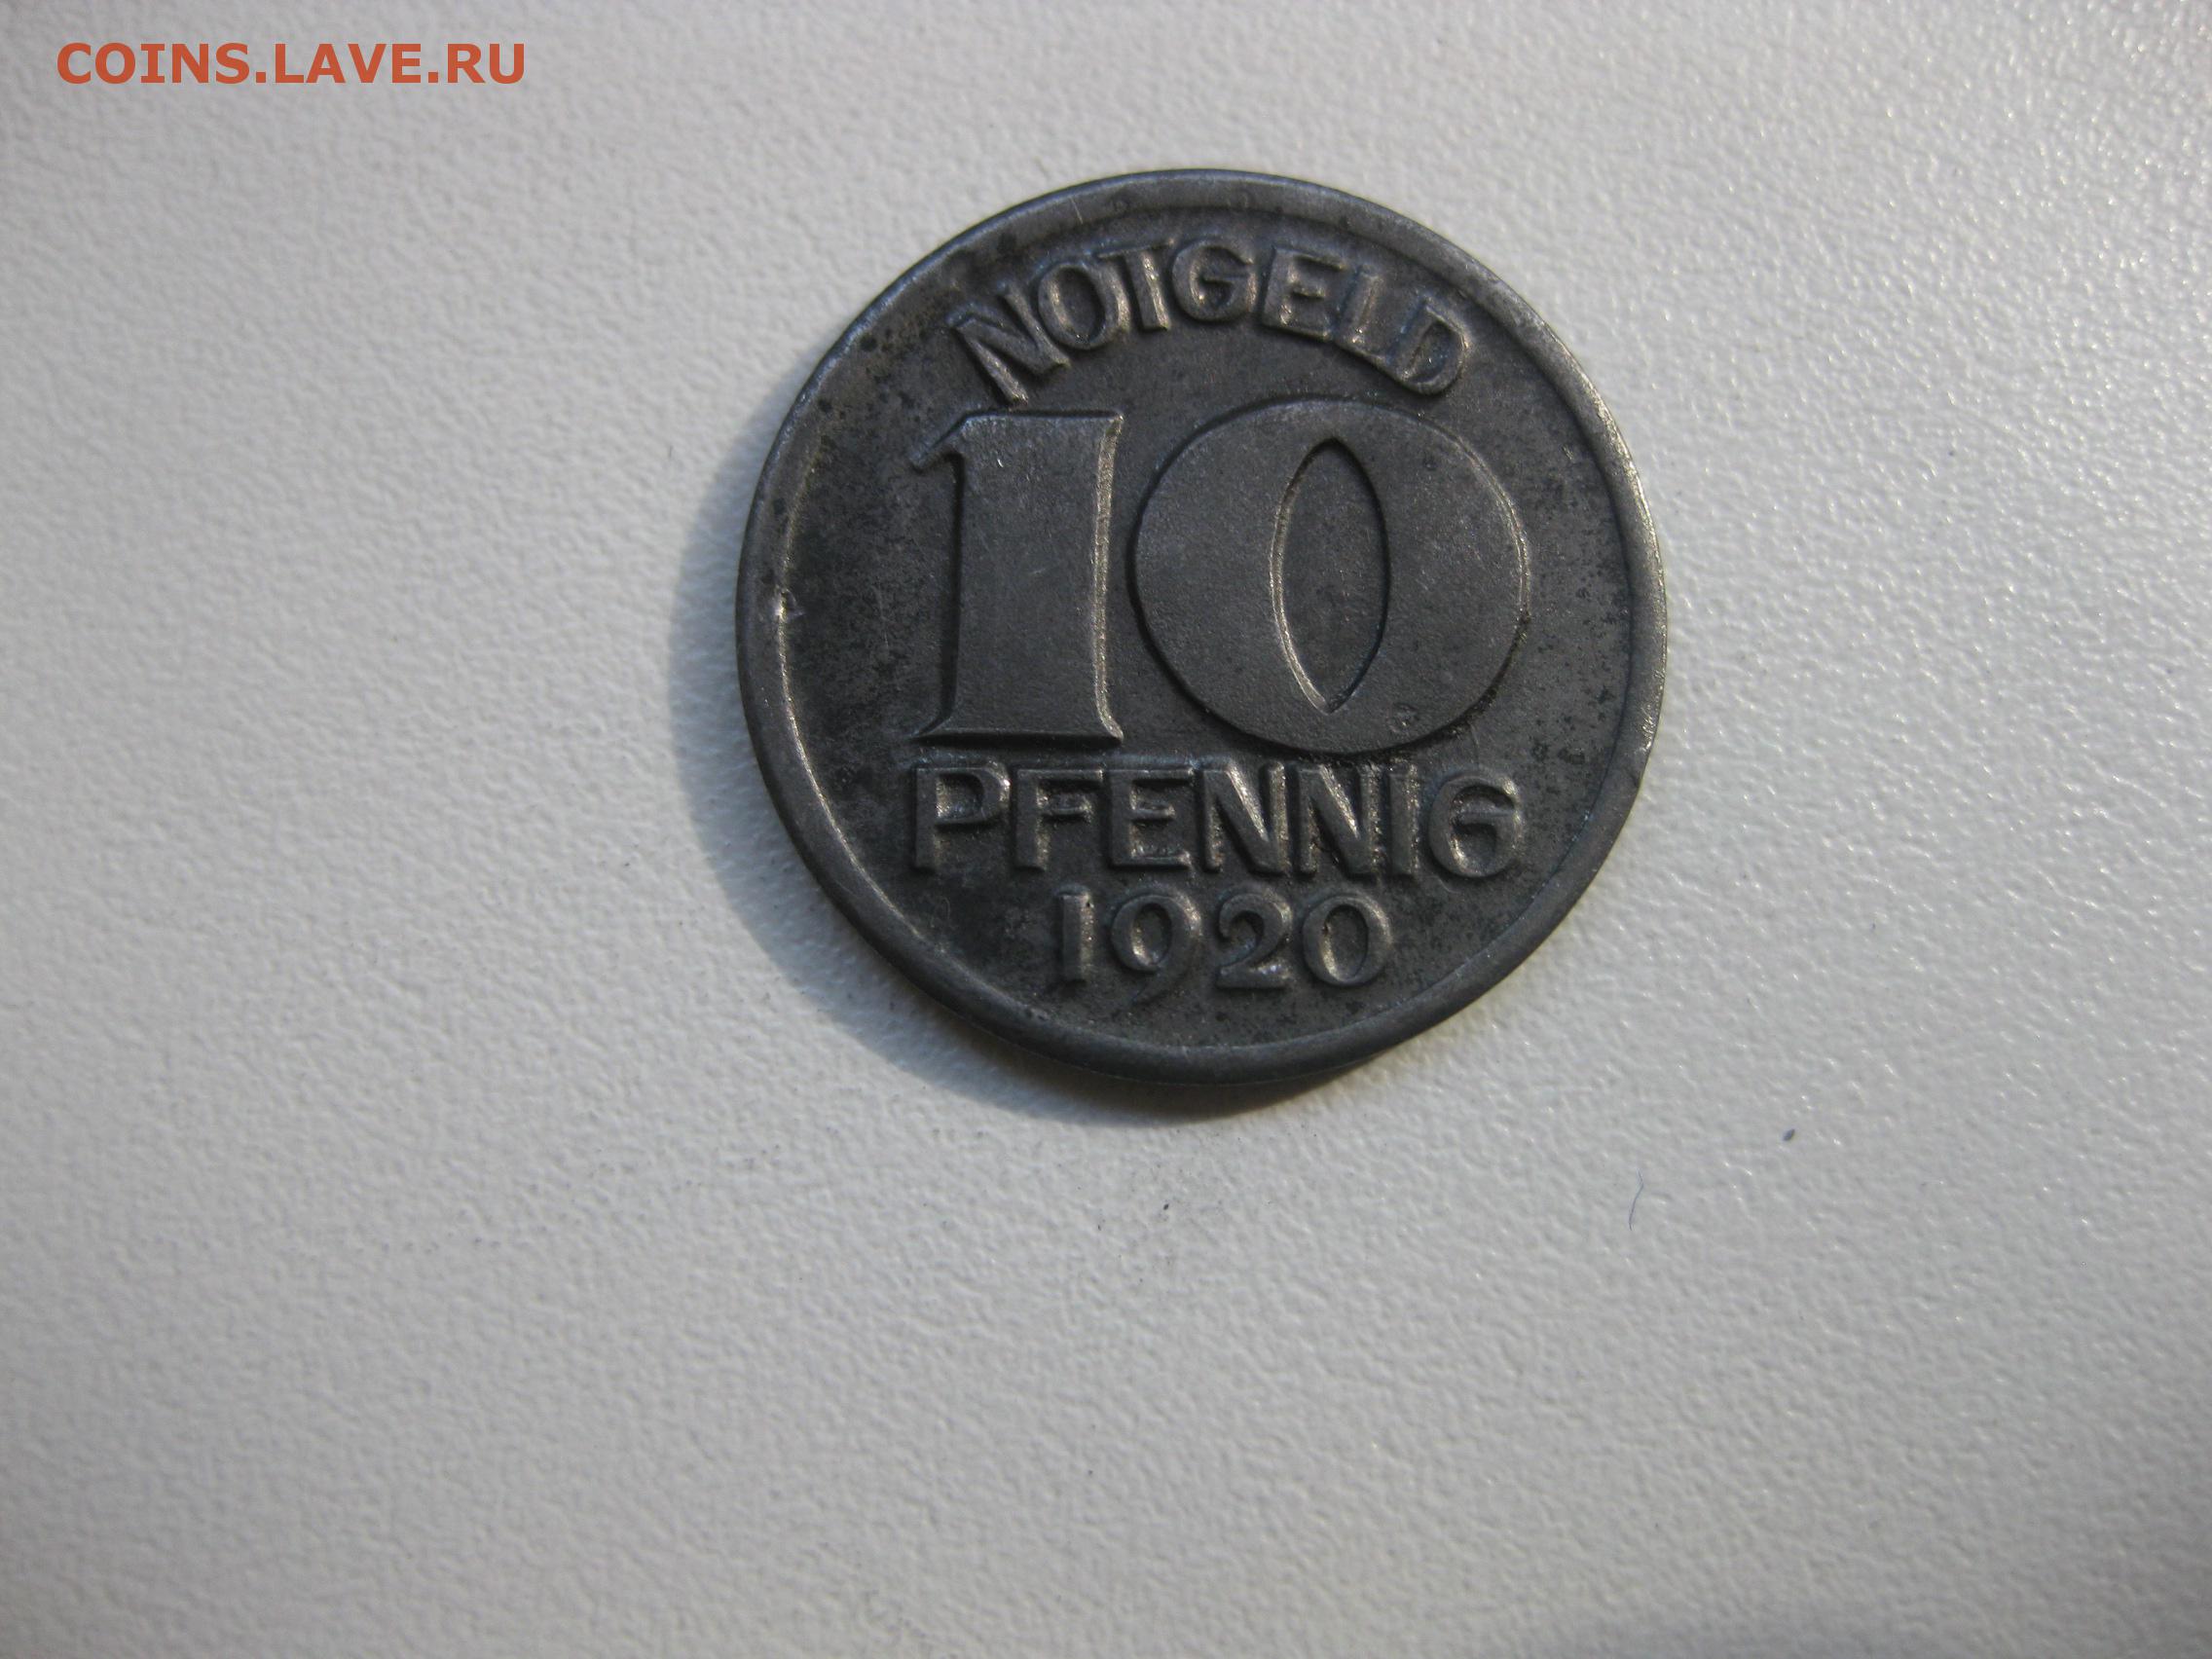 COINS.LAVE.RU
NOTGELD
10
PFENNIG
1920